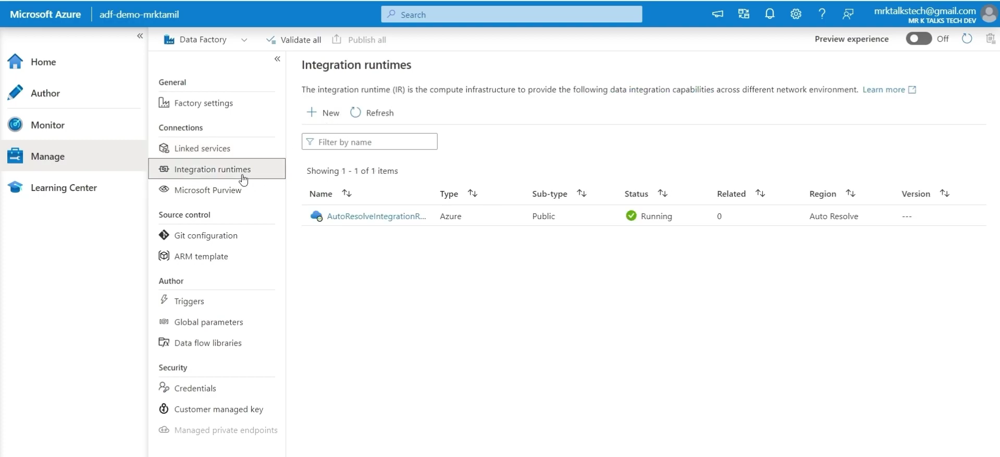 Microsoft Azure
adf-demo-mrktamil
Search
mrktalkstech@gmail.com
MR K TALKS TECH DEV
Data Factory
Validate all
Publish all
Preview experience
Off
Home
Author
Monitor
Manage
Learning Center
General
Factory settings
Connections
Linked services
Integration runtimes
Microsoft Purview
Source control
Git configuration
ARM template
Author
Triggers
Global parameters
Data flow libraries
Security
Credentials
Customer managed key
Managed private endpoints
Integration runtimes
The integration runtime (IR) is the compute infrastructure to provide the following data integration capabilities across different network environment. Learn more
New Refresh
Filter by name
Showing 1 - 1 of 1 items
Name Type Sub-type Status Related Region Version
AutoResolveIntegrationR... Azure Public Running 0 Auto Resolve ---